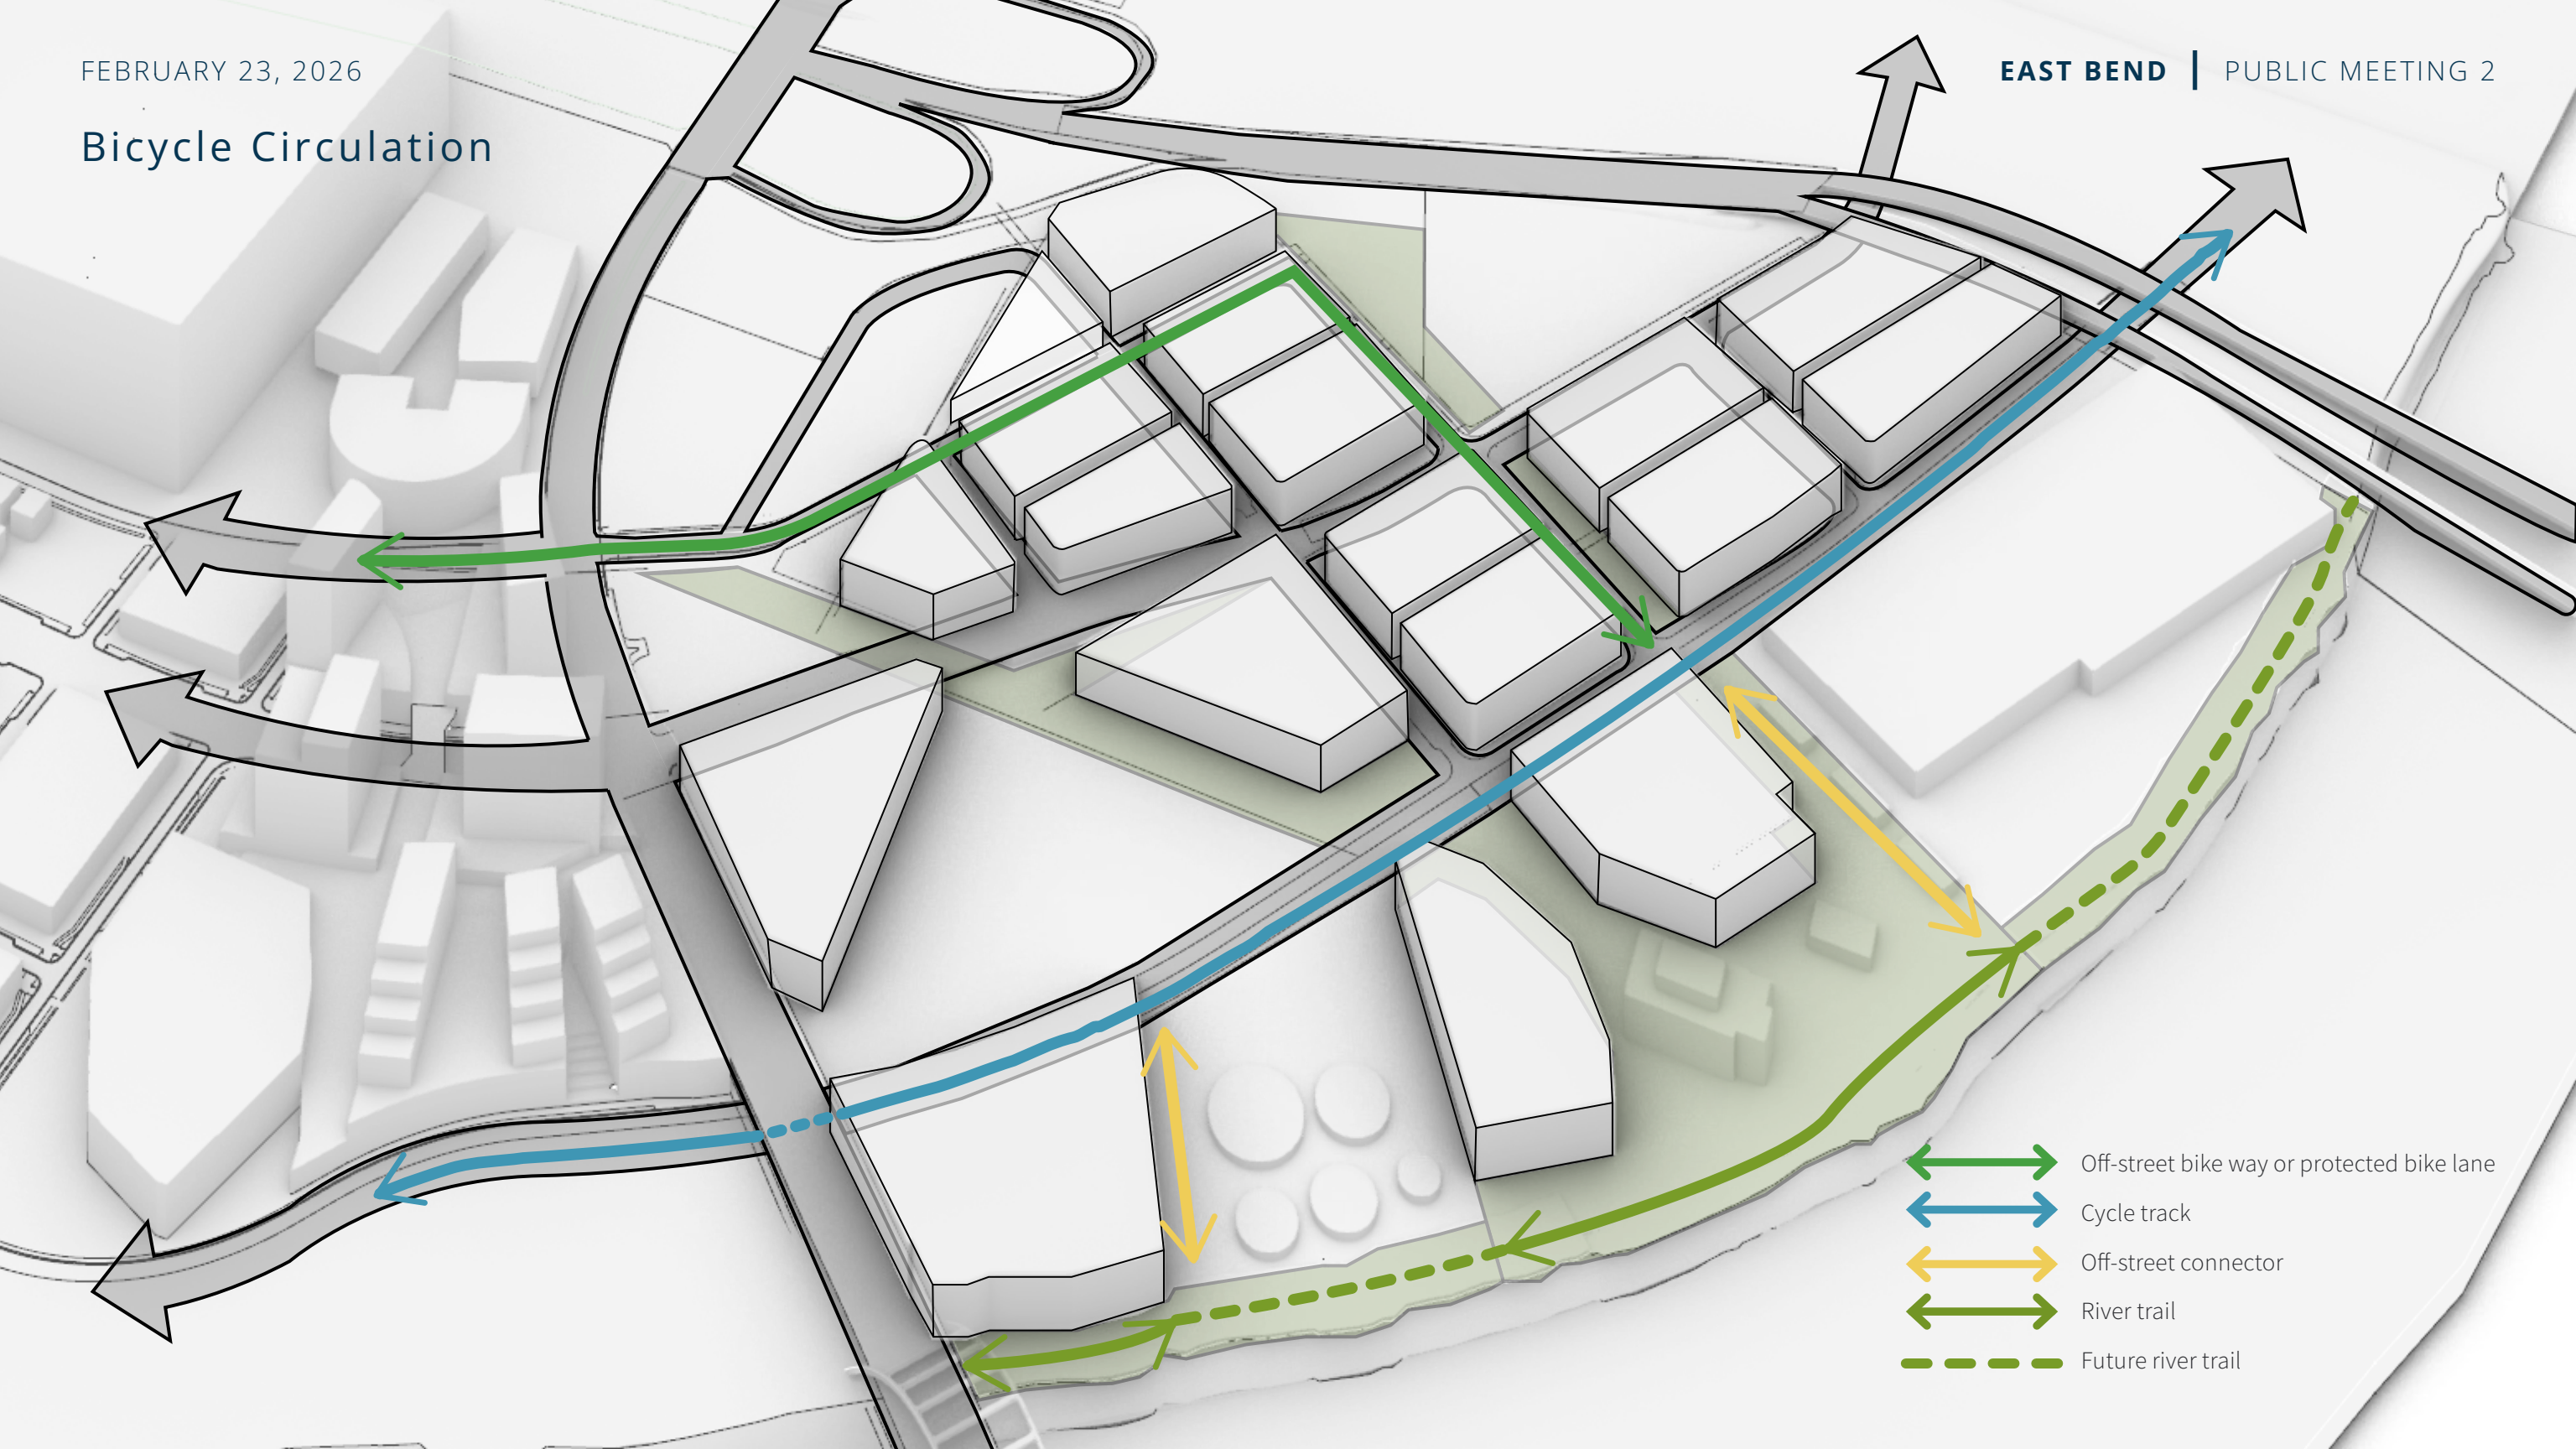 FEBRUARY 23, 2026
EAST BEND | PUBLIC MEETING 2
Bicycle Circulation
Off-street bike way or protected bike lane
Cycle track
Off-street connector
River trail
Future river trail